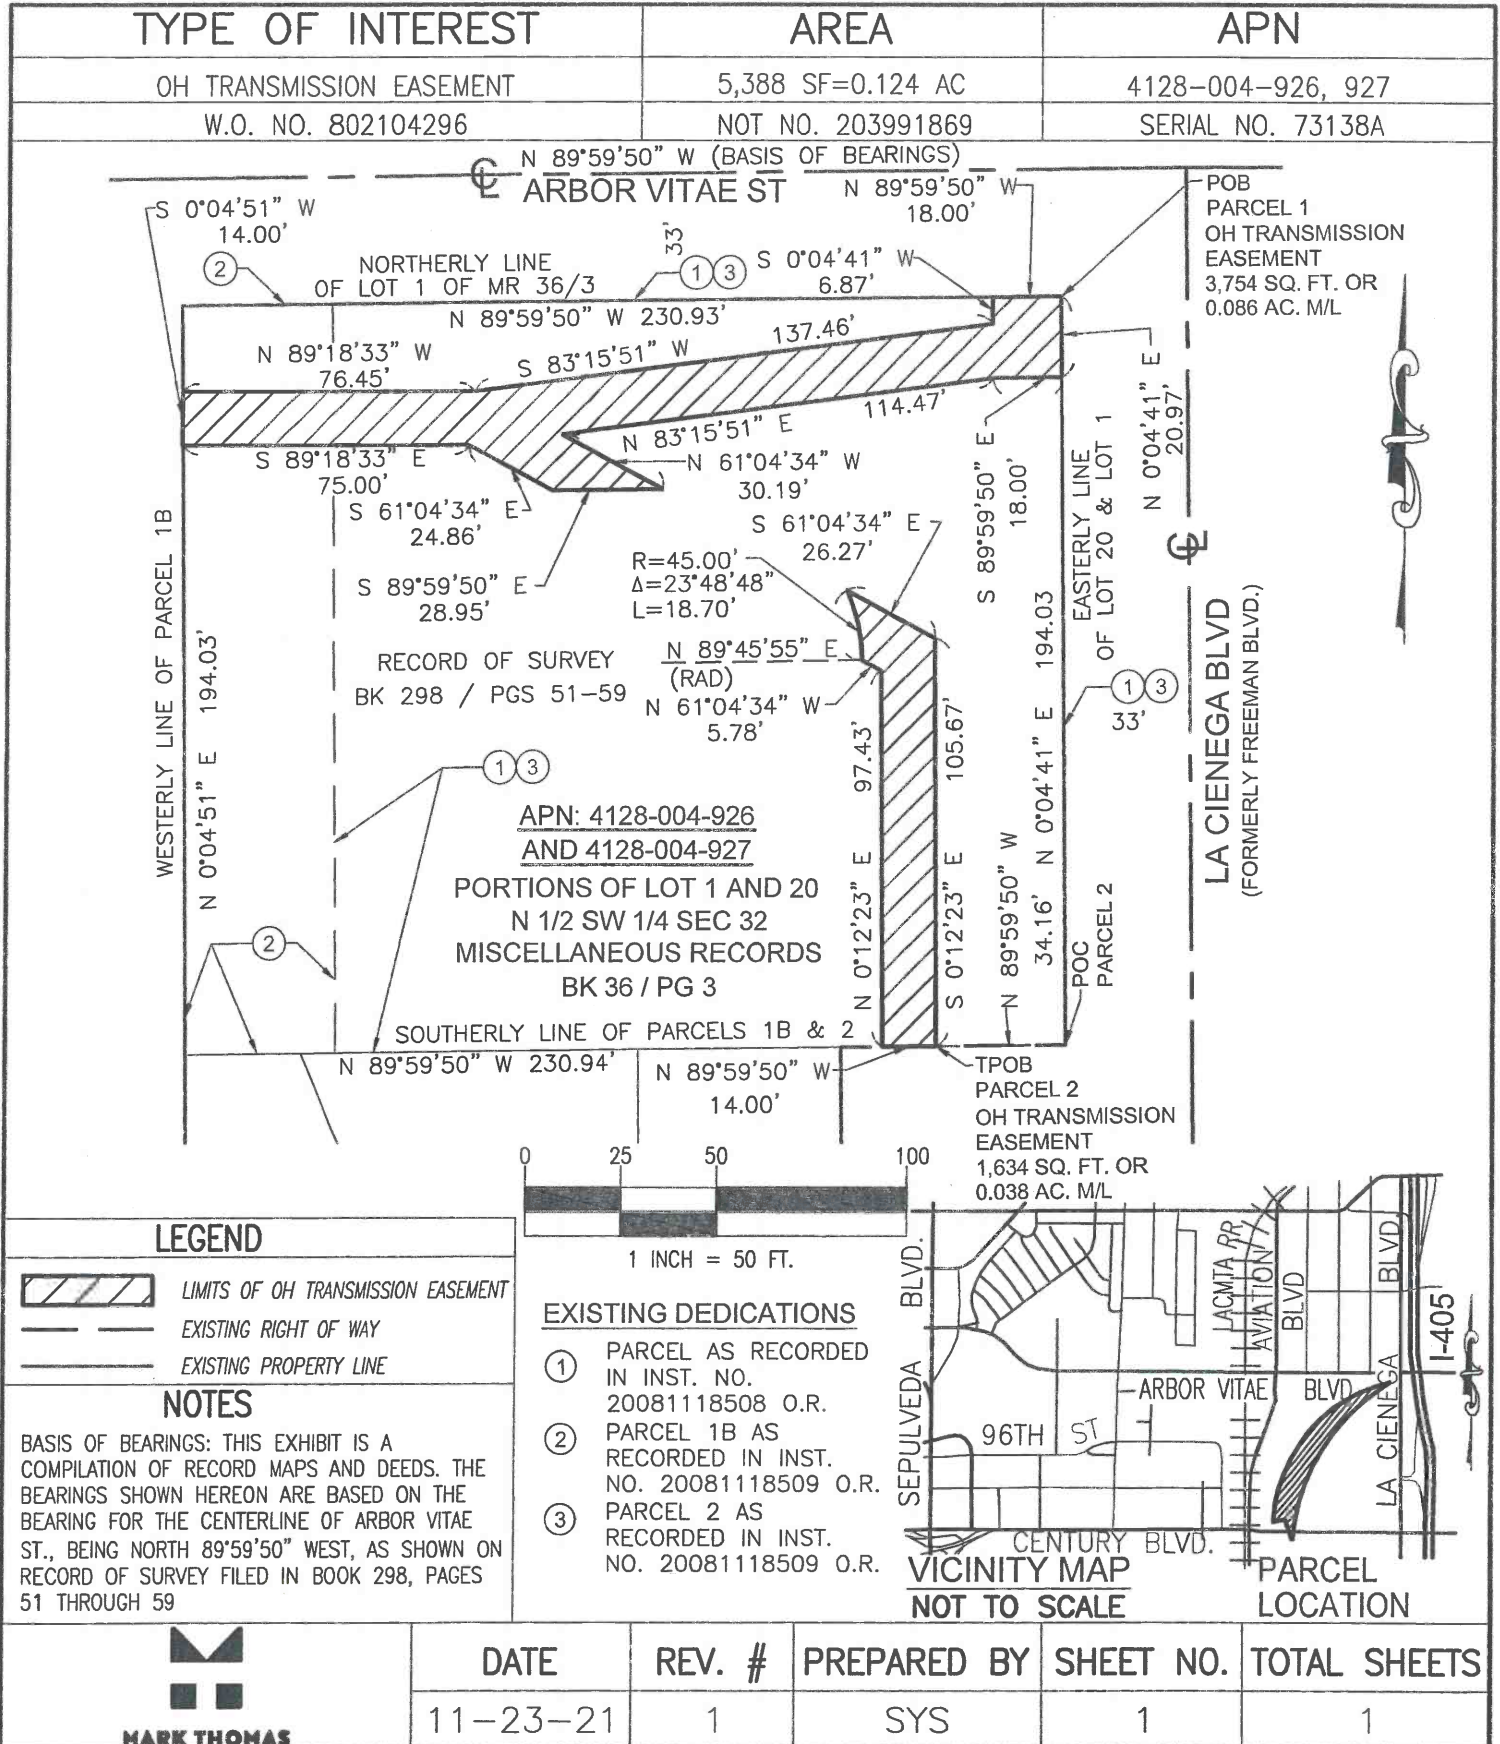 TYPE OF INTEREST
AREA
APN
OH TRANSMISSION EASEMENT
5,388 SF=0.124 AC
4128-004-926, 927
W.O. NO. 802104296
NOT NO. 203991869
SERIAL NO. 73138A
N 89°59'50" W (BASIS OF BEARINGS)
ARBOR VITAE ST
N 89°59'50" W
18.00'
POB
PARCEL 1
OH TRANSMISSION
EASEMENT
3,754 SQ. FT. OR
0.086 AC. M/L
S 0°04'51" W
14.00'
33'
2
NORTHERLY LINE
OF LOT 1 OF MR 36/3
1 3
S 0°04'41" W
6.87'
N 89°59'50" W 230.93'
N 89°18'33" W
76.45'
S 83°15'51" W
137.46'
N 0°04'41" E
20.97'
N 83°15'51" E
114.47'
S 89°18'33" E
75.00'
N 61°04'34" W
30.19'
S 61°04'34" E
24.86'
S 89°59'50" E
18.00'
EASTERLY LINE
OF LOT 20 & LOT 1
S 61°04'34" E
26.27'
R=45.00'
Δ=23°48'48"
L=18.70'
S 89°59'50" E
28.95'
WESTERLY LINE OF PARCEL 1B
N 0°04'51" E 194.03'
RECORD OF SURVEY
BK 298 / PGS 51-59
N 89°45'55" E
(RAD)
N 61°04'34" W
5.78'
N 0°04'41" E 194.03
1 3
33'
LA CIENEGA BLVD
(FORMERLY FREEMAN BLVD.)
1 3
N 0°12'23" E 97.43'
S 0°12'23" E 105.67'
N 89°59'50" W
34.16'
POC
PARCEL 2
APN: 4128-004-926
AND 4128-004-927
PORTIONS OF LOT 1 AND 20
N 1/2 SW 1/4 SEC 32
MISCELLANEOUS RECORDS
BK 36 / PG 3
2
SOUTHERLY LINE OF PARCELS 1B & 2
N 89°59'50" W 230.94'
N 89°59'50" W
14.00'
TPOB
PARCEL 2
OH TRANSMISSION
EASEMENT
1,634 SQ. FT. OR
0.038 AC. M/L
0 25 50 100
1 INCH = 50 FT.
LEGEND
LIMITS OF OH TRANSMISSION EASEMENT
EXISTING RIGHT OF WAY
EXISTING PROPERTY LINE
NOTES
BASIS OF BEARINGS: THIS EXHIBIT IS A
COMPILATION OF RECORD MAPS AND DEEDS. THE
BEARINGS SHOWN HEREON ARE BASED ON THE
BEARING FOR THE CENTERLINE OF ARBOR VITAE
ST., BEING NORTH 89°59'50" WEST, AS SHOWN ON
RECORD OF SURVEY FILED IN BOOK 298, PAGES
51 THROUGH 59
EXISTING DEDICATIONS
1 PARCEL AS RECORDED
IN INST. NO.
20081118508 O.R.
2 PARCEL 1B AS
RECORDED IN INST.
NO. 20081118509 O.R.
3 PARCEL 2 AS
RECORDED IN INST.
NO. 20081118509 O.R.
SEPULVEDA BLVD.
LACMTA RR
AVIATION
BLVD
LA CIENEGA BLVD.
I-405
ARBOR VITAE BLVD
96TH ST
CENTURY BLVD.
VICINITY MAP
NOT TO SCALE
PARCEL
LOCATION
MARK THOMAS
DATE
REV. #
PREPARED BY
SHEET NO.
TOTAL SHEETS
11-23-21
1
SYS
1
1